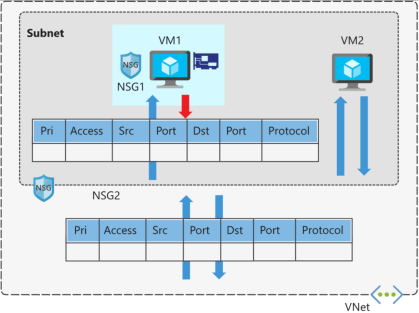 Subnet
VM1
VM2
NSG
NSG1
Pri Access Src Port Dst Port Protocol
NSG
NSG2
Pri Access Src Port Dst Port Protocol
VNet